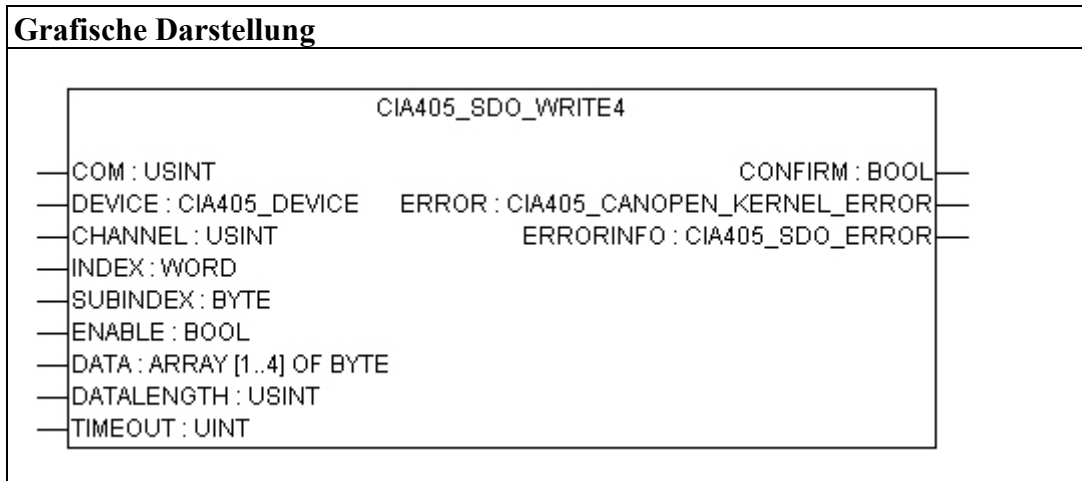 Grafische Darstellung
CIA405_SDO_WRITE4
COM : USINT CONFIRM : BOOL
DEVICE : CIA405_DEVICE ERROR : CIA405_CANOPEN_KERNEL_ERROR
CHANNEL : USINT ERRORINFO : CIA405_SDO_ERROR
INDEX : WORD
SUBINDEX : BYTE
ENABLE : BOOL
DATA : ARRAY [1..4] OF BYTE
DATALENGTH : USINT
TIMEOUT : UINT